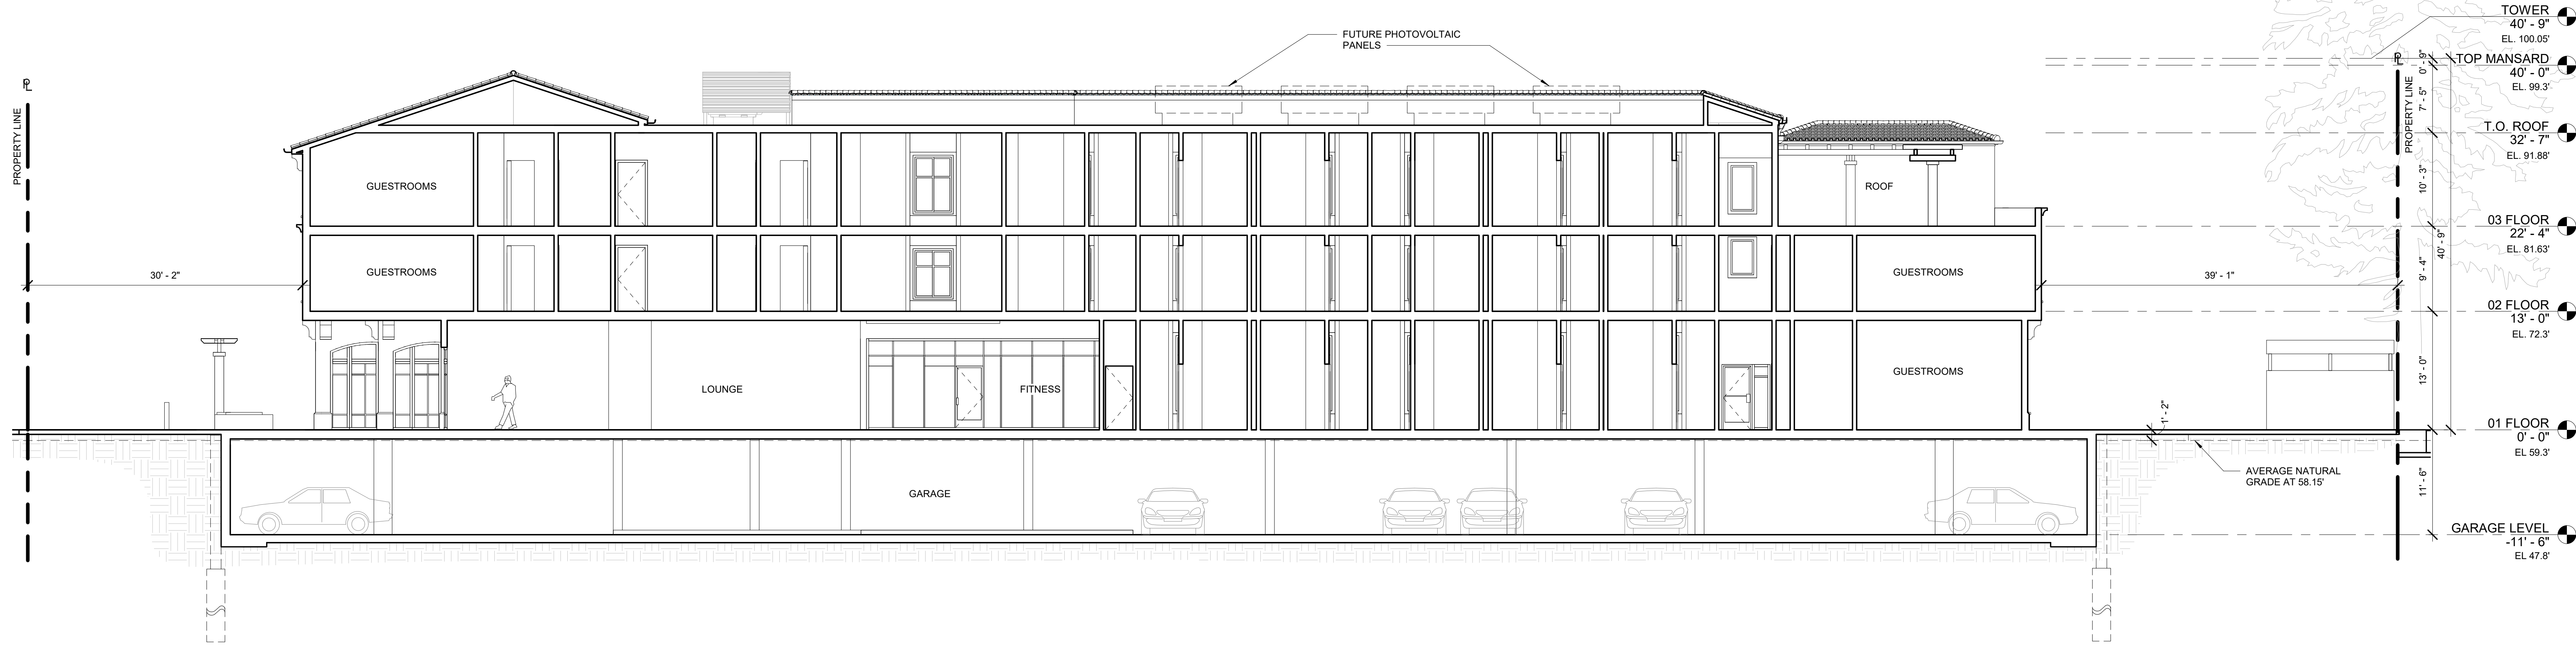 FUTURE PHOTOVOLTAIC
PANELS
TOWER
40' - 9"
EL. 100.05'
TOP MANSARD
40' - 0"
EL. 99.3'
T.O. ROOF
32' - 7"
EL. 91.88'
03 FLOOR
22' - 4"
EL. 81.63'
02 FLOOR
13' - 0"
EL. 72.3'
01 FLOOR
0' - 0"
EL 59.3'
GARAGE LEVEL
-11' - 6"
EL 47.8'
PL
PROPERTY LINE
PL
PROPERTY LINE
0' - 9"
7' - 5"
10' - 3"
9' - 4"
40' - 9"
13' - 0"
11' - 6"
1' - 2"
30' - 2"
39' - 1"
GUESTROOMS
ROOF
GUESTROOMS
GUESTROOMS
LOUNGE
FITNESS
GUESTROOMS
GARAGE
AVERAGE NATURAL
GRADE AT 58.15'